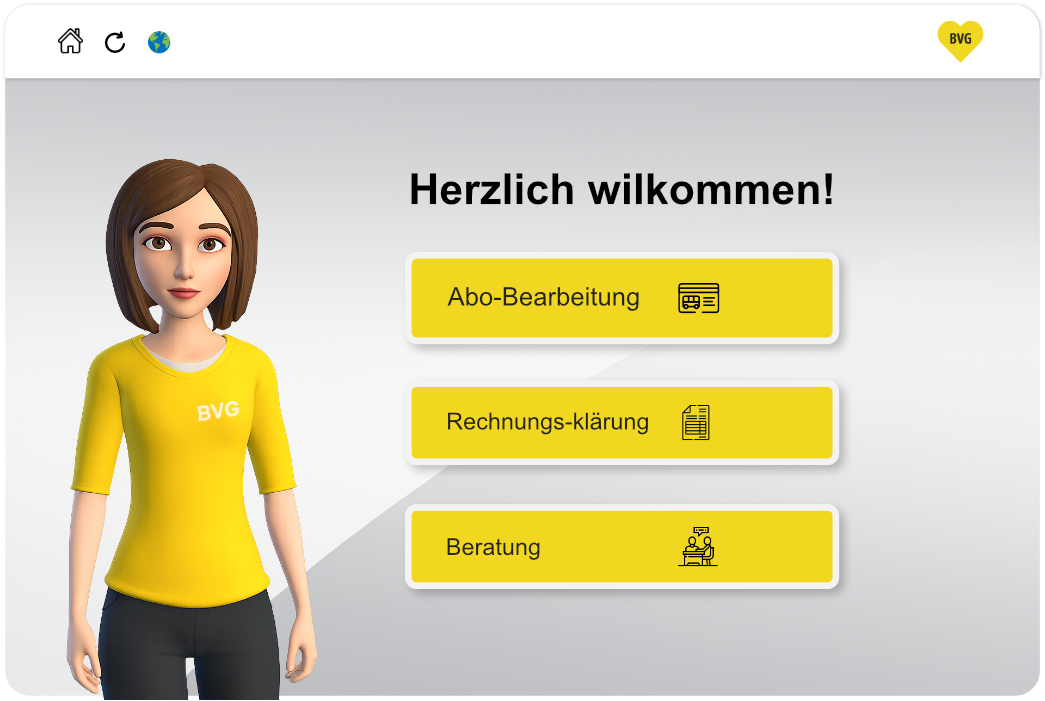 BVG
Herzlich wilkommen!
Abo-Bearbeitung
BVG
Rechnungs-klärung
Beratung